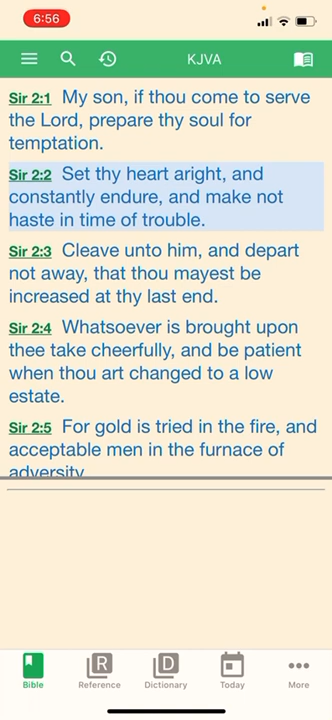 6:56
KJVA
Sir 2:1 My son, if thou come to serve
the Lord, prepare thy soul for
temptation.
Sir 2:2 Set thy heart aright, and
constantly endure, and make not
haste in time of trouble.
Sir 2:3 Cleave unto him, and depart
not away, that thou mayest be
increased at thy last end.
Sir 2:4 Whatsoever is brought upon
thee take cheerfully, and be patient
when thou art changed to a low
estate.
Sir 2:5 For gold is tried in the fire, and
acceptable men in the furnace of
adversity
R D
Bible Reference Dictionary Today More